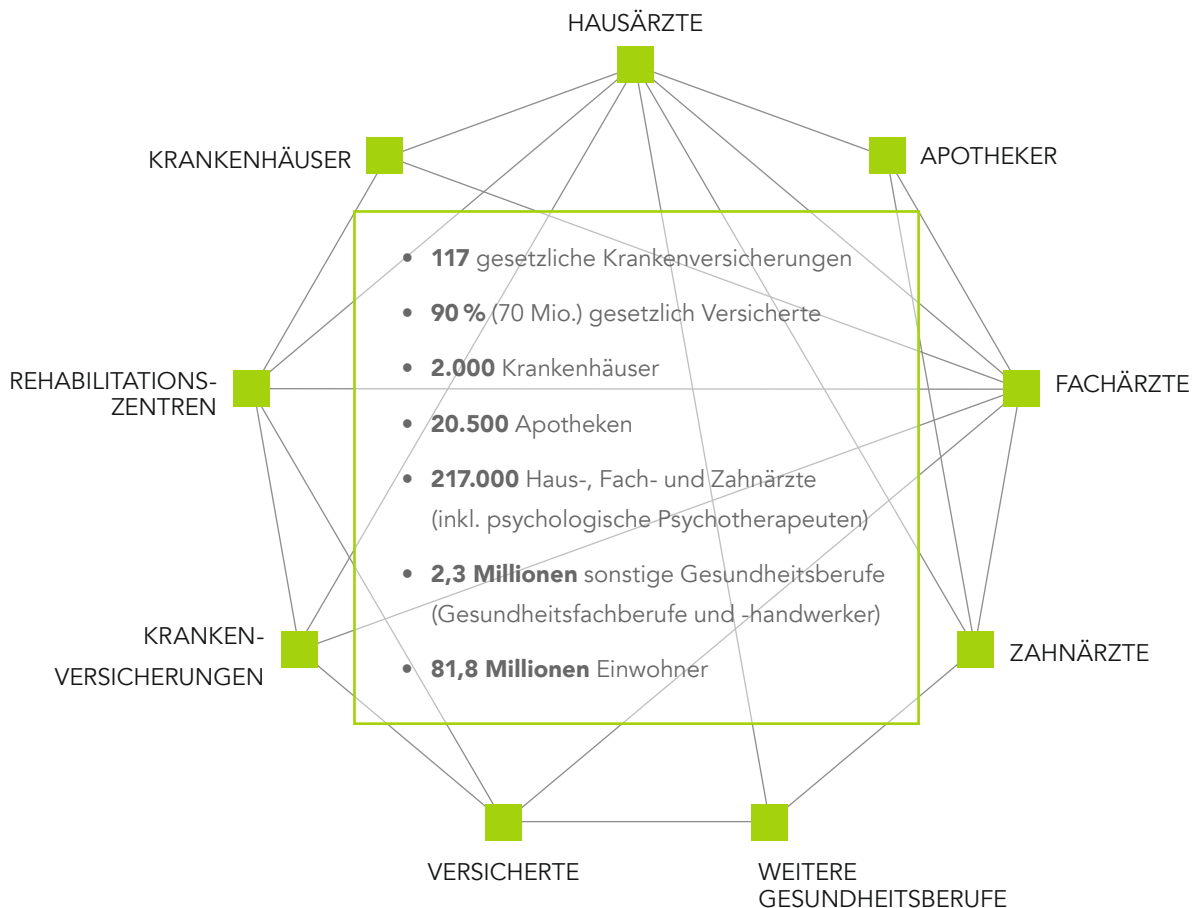 HAUSÄRZTE
KRANKENHÄUSER
APOTHEKER
• 117 gesetzliche Krankenversicherungen
• 90 % (70 Mio.) gesetzlich Versicherte
• 2.000 Krankenhäuser
• 20.500 Apotheken
• 217.000 Haus-, Fach- und Zahnärzte
(inkl. psychologische Psychotherapeuten)
• 2,3 Millionen sonstige Gesundheitsberufe
(Gesundheitsfachberufe und -handwerker)
• 81,8 Millionen Einwohner
REHABILITATIONS-
ZENTREN
FACHÄRZTE
KRANKEN-
VERSICHERUNGEN
ZAHNÄRZTE
VERSICHERTE
WEITERE
GESUNDHEITSBERUFE